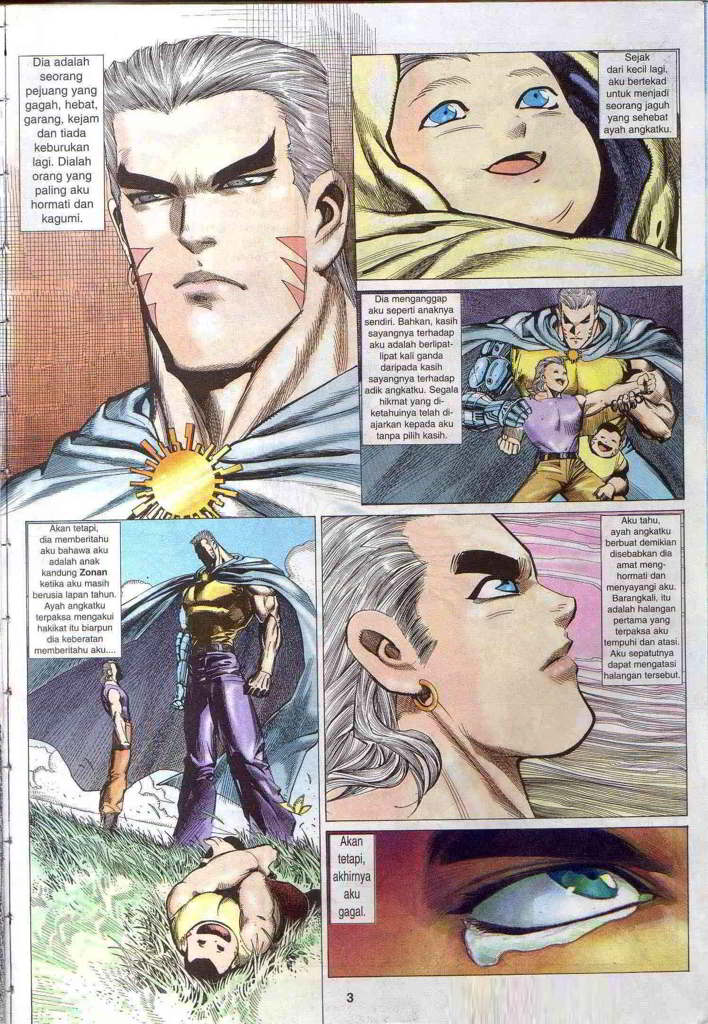 Dia adalah
seorang
pejuang yang
gagah, hebat,
garang, kejam
dan tiada
keburukan
lagi. Dialah
orang yang
paling aku
hormati dan
kagumi.
Sejak
dari kecil lagi,
aku bertekad
untuk menjadi
seorang jaguh
yang sehebat
ayah angkatku.
Dia menganggap
aku seperti anaknya
sendiri. Bahkan, kasih
sayangnya terhadap
aku adalah berlipat-
lipat kali ganda
daripada kasih
sayangnya terhadap
adik angkatku. Segala
hikmat yang di-
ketahuinya telah di-
ajarkan kepada aku
tanpa pilih kasih.
Akan tetapi,
dia memberitahu
aku bahawa aku
adalah anak
kandung Zonan
ketika aku masih
berusia lapan tahun.
Ayah angkatku
terpaksa mengakui
hakikat itu biarpun
dia keberatan
memberitahu aku....
Aku tahu,
ayah angkatku
berbuat demikian
disebabkan dia
amat meng-
hormati dan
menyayangi aku.
Barangkali, itu
adalah halangan
pertama yang
terpaksa aku
tempuhi dan atasi.
Aku sepatutnya
dapat mengatasi
halangan tersebut.
Akan
tetapi,
akhirnya
aku
gagal.
3